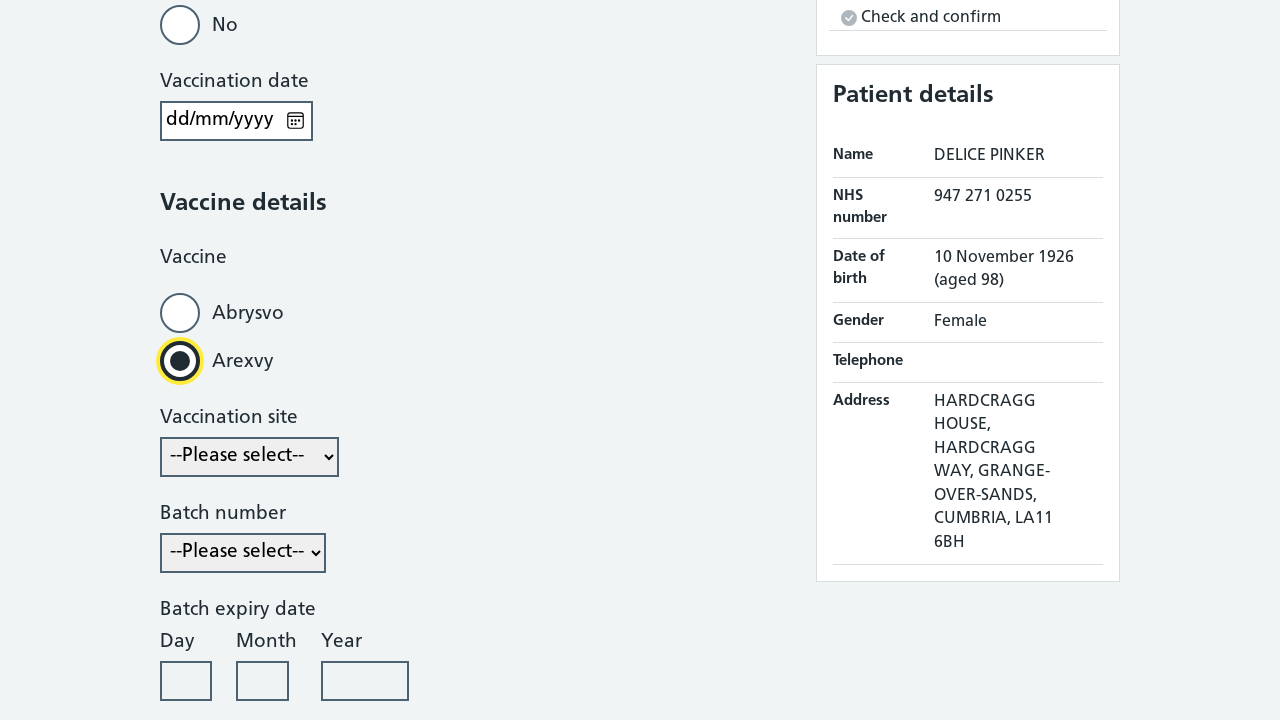 No
Vaccination date
dd/mm/yyyy
Vaccine details
Vaccine
Abrysvo
Arexvy
Vaccination site
--Please select--
Batch number
--Please select--
Batch expiry date
Day Month Year
Check and confirm
Patient details
Name DELICE PINKER
NHS 947 271 0255
number
Date of 10 November 1926
birth (aged 98)
Gender Female
Telephone
Address HARDCRAGG
HOUSE,
HARDCRAGG
WAY, GRANGE-
OVER-SANDS,
CUMBRIA, LA11
6BH